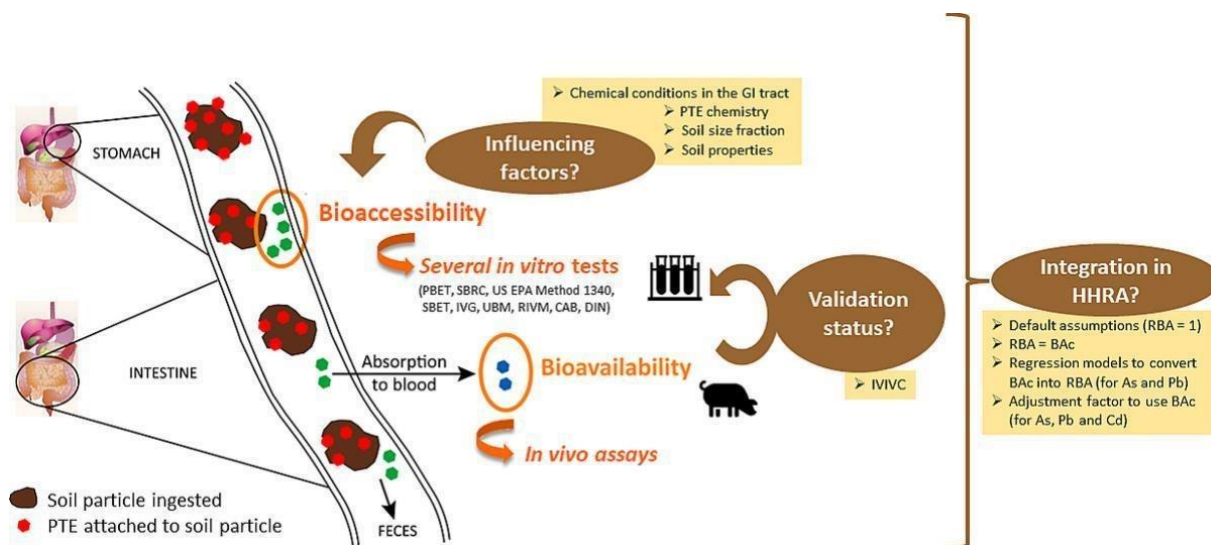 STOMACH
INTESTINE
Soil particle ingested
PTE attached to soil particle
FECES
Bioaccessibility
Several in vitro tests
(PBET, SBRC, US EPA Method 1340,
SBET, IVG, UBM, RIVM, CAB, DIN)
Absorption
to blood
Bioavailability
In vivo assays
Influencing
factors?
➢ Chemical conditions in the GI tract
➢ PTE chemistry
➢ Soil size fraction
➢ Soil properties
Validation
status?
➢ IVIVC
Integration in
HHRA?
➢ Default assumptions (RBA = 1)
➢ RBA = BAc
➢ Regression models to convert
BAc into RBA (for As and Pb)
➢ Adjustment factor to use BAc
(for As, Pb and Cd)